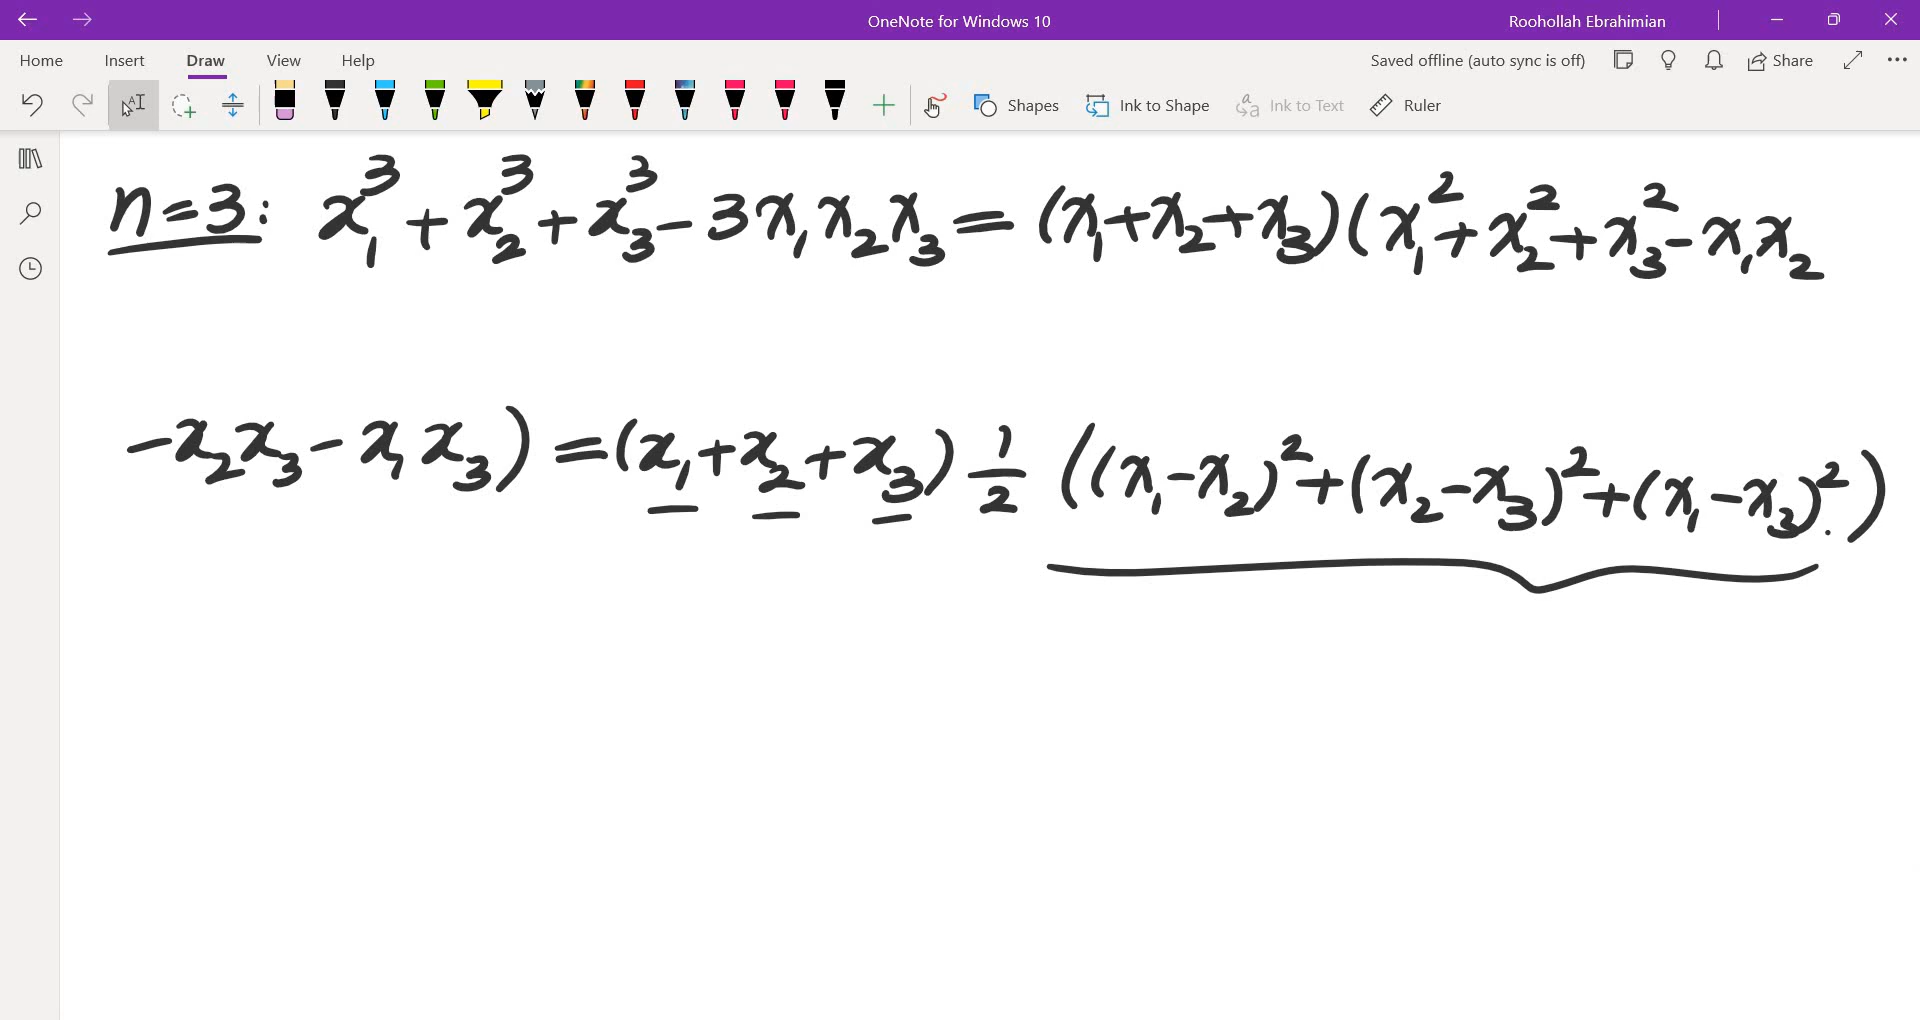 OneNote for Windows 10
Roohollah Ebrahimian
Home Insert Draw View Help
Saved offline (auto sync is off)
Share
Shapes
Ink to Shape
Ink to Text
Ruler
n=3: x₁³ + x₂³ + x₃³ - 3x₁x₂x₃ = (x₁+x₂+x₃)(x₁²+x₂²+x₃²-x₁x₂
-x₂x₃ - x₁x₃) = (x₁+x₂+x₃) 1/2 ((x₁-x₂)²+(x₂-x₃)²+(x₁-x₃)².)